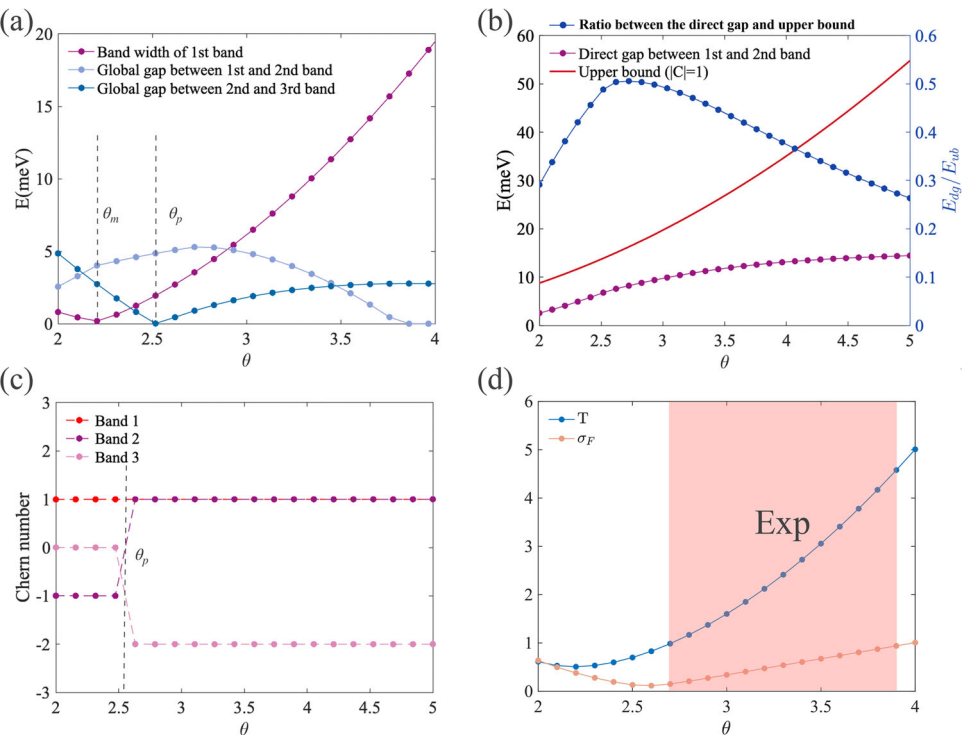 (a)
20
15
10
5
0
E(meV)
Band width of 1st band
Global gap between 1st and 2nd band
Global gap between 2nd and 3rd band
θm
θp
2
2.5
3
3.5
4
θ
(b)
Ratio between the direct gap and upper bound
Direct gap between 1st and 2nd band
Upper bound (|C|=1)
60
50
40
30
20
10
0
E(meV)
0.6
0.5
0.4
0.3
0.2
0.1
0
Edg/Eub
2
2.5
3
3.5
4
4.5
5
θ
(c)
3
2
1
0
-1
-2
-3
Chern number
Band 1
Band 2
Band 3
θp
2
2.5
3
3.5
4
4.5
5
θ
(d)
6
5
4
3
2
1
0
T
σF
Exp
2
2.5
3
3.5
4
θ